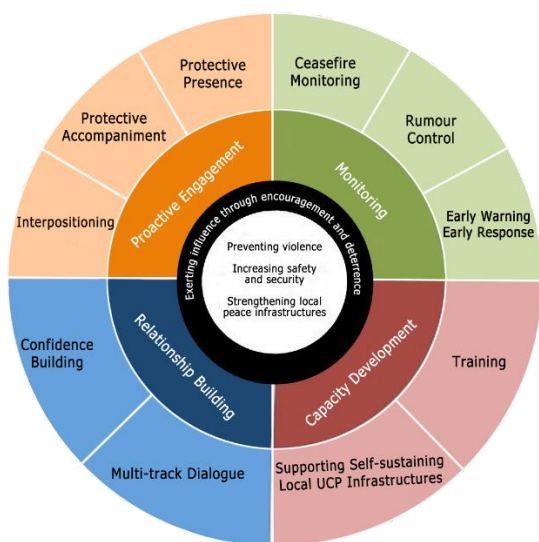 Protective
Presence
Ceasefire
Monitoring
Protective
Accompaniment
Rumour
Control
Interpositioning
Early Warning
Early Response
Proactive Engagement
Monitoring
Exerting influence through encouragement and deterrence
Preventing violence
Increasing safety
and security
Strengthening local
peace infrastructures
Relationship Building
Capacity Development
Confidence
Building
Training
Multi-track Dialogue
Supporting Self-sustaining
Local UCP Infrastructures